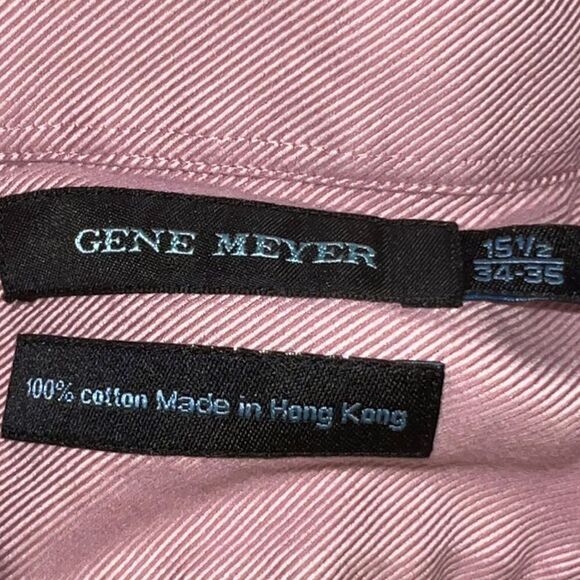 GENE MEYER
15 1/2
34-35
100% cotton Made in Hong Kong